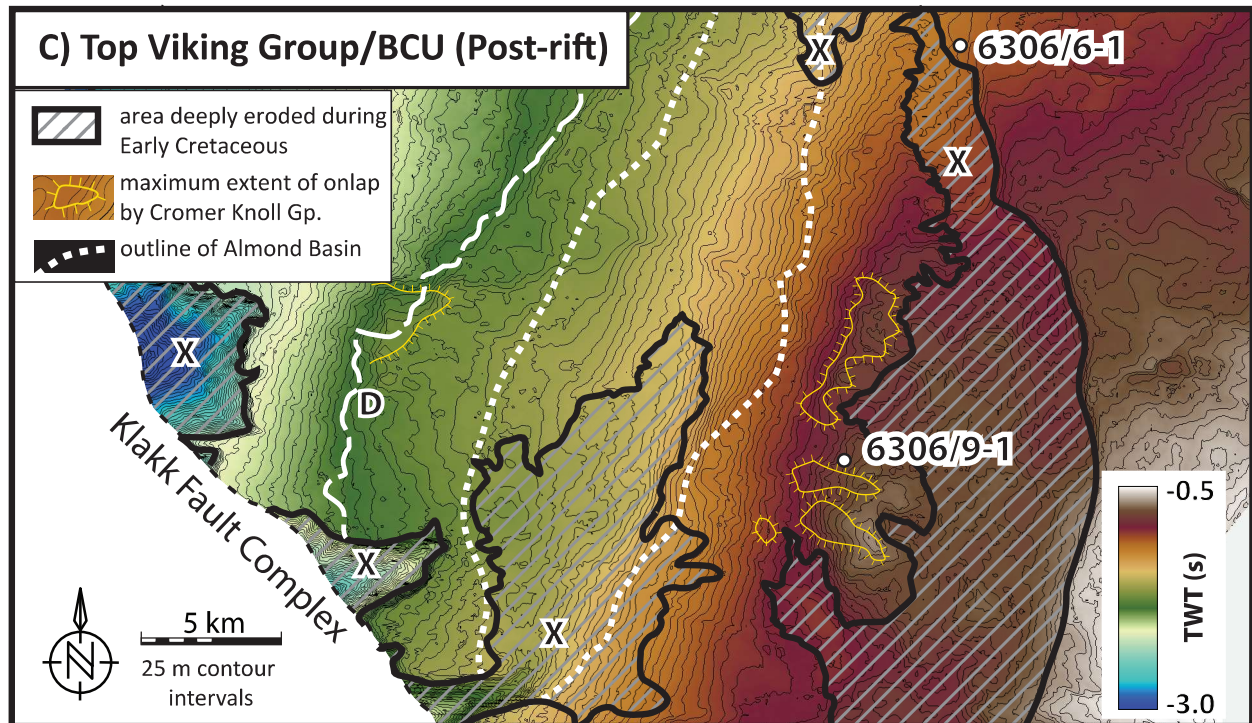 C) Top Viking Group/BCU (Post-rift)
area deeply eroded during
Early Cretaceous
maximum extent of onlap
by Cromer Knoll Gp.
outline of Almond Basin
X
6306/6-1
X
X
D
6306/9-1
Klakk Fault Complex
X
X
N
5 km
25 m contour
intervals
-0.5
TWT (s)
-3.0